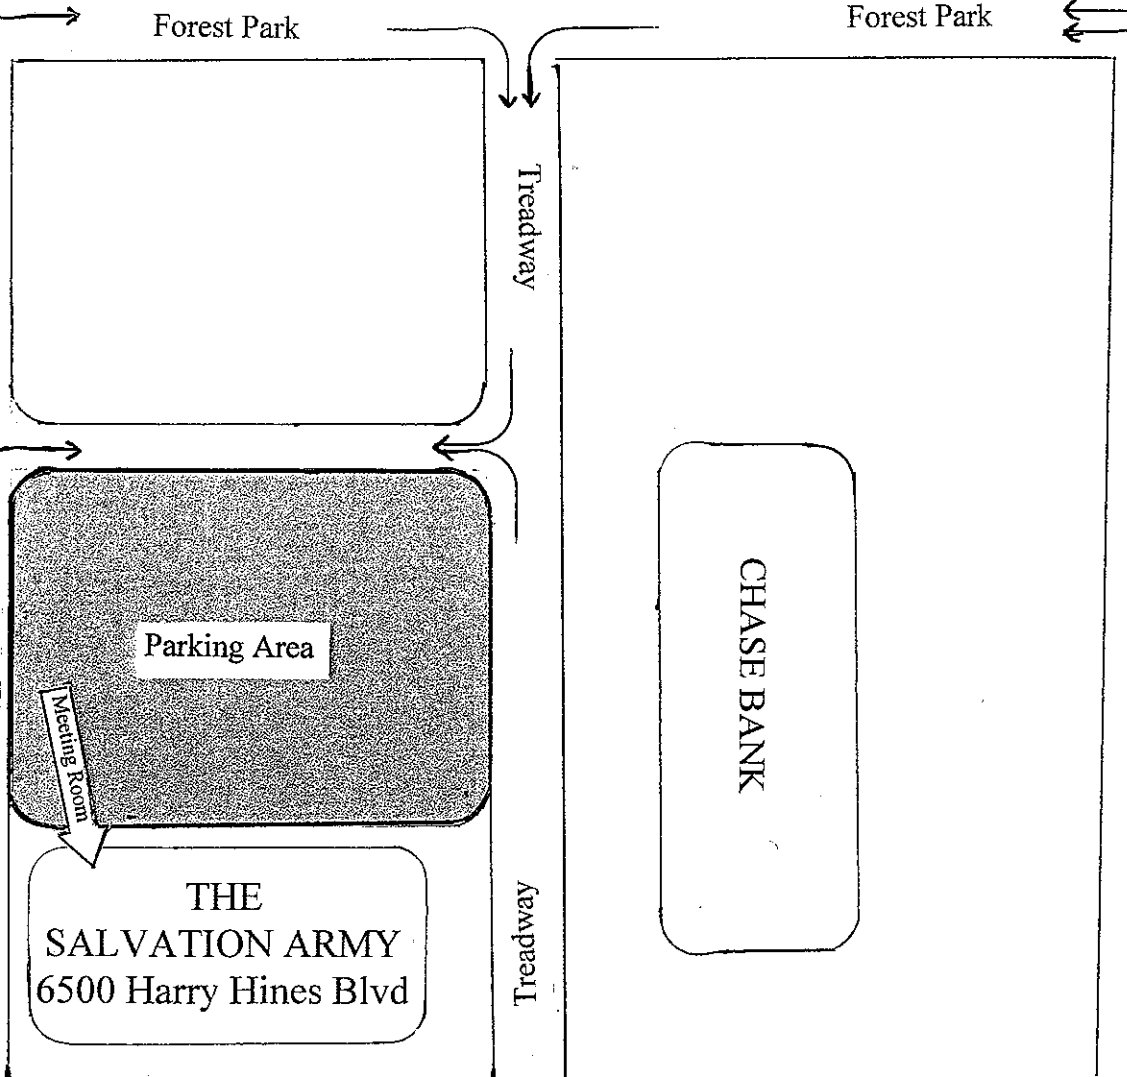 Forest Park
Forest Park
Treadway
Parking Area
CHASE BANK
Meeting Room
THE
SALVATION ARMY
6500 Harry Hines Blvd
Treadway